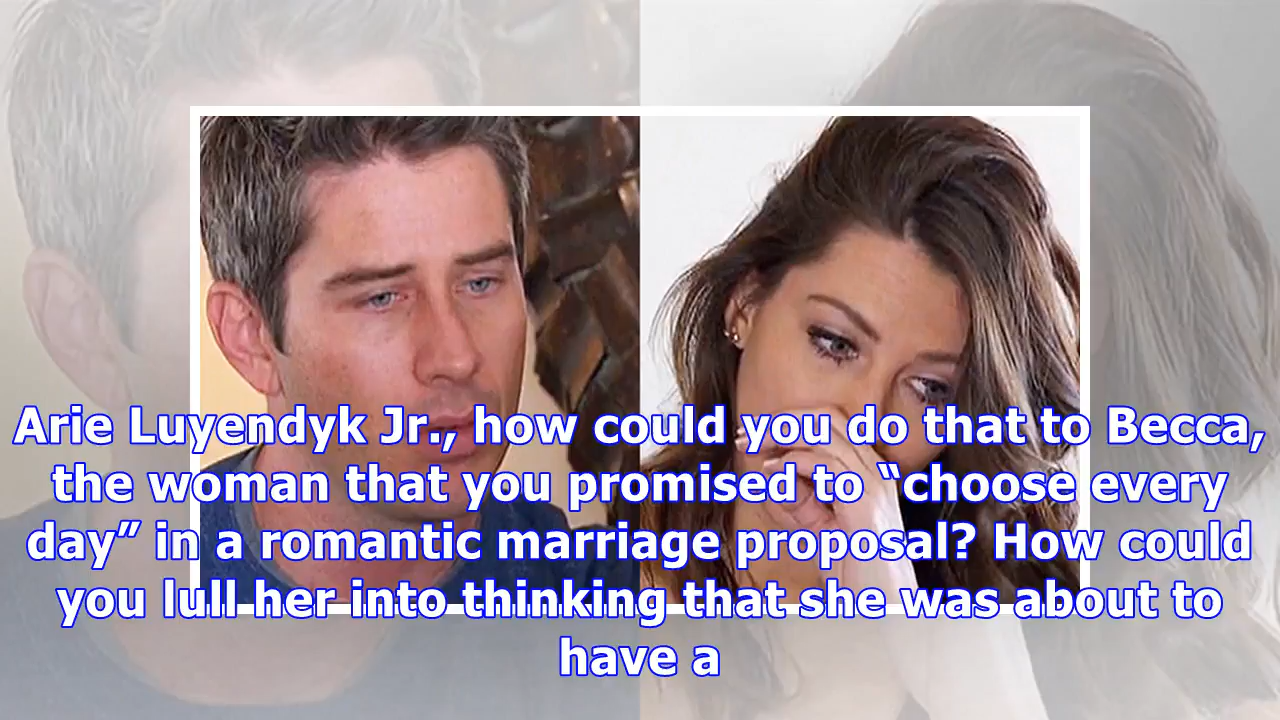 Arie Luyendyk Jr., how could you do that to Becca,
the woman that you promised to “choose every
day” in a romantic marriage proposal? How could
you lull her into thinking that she was about to
have a